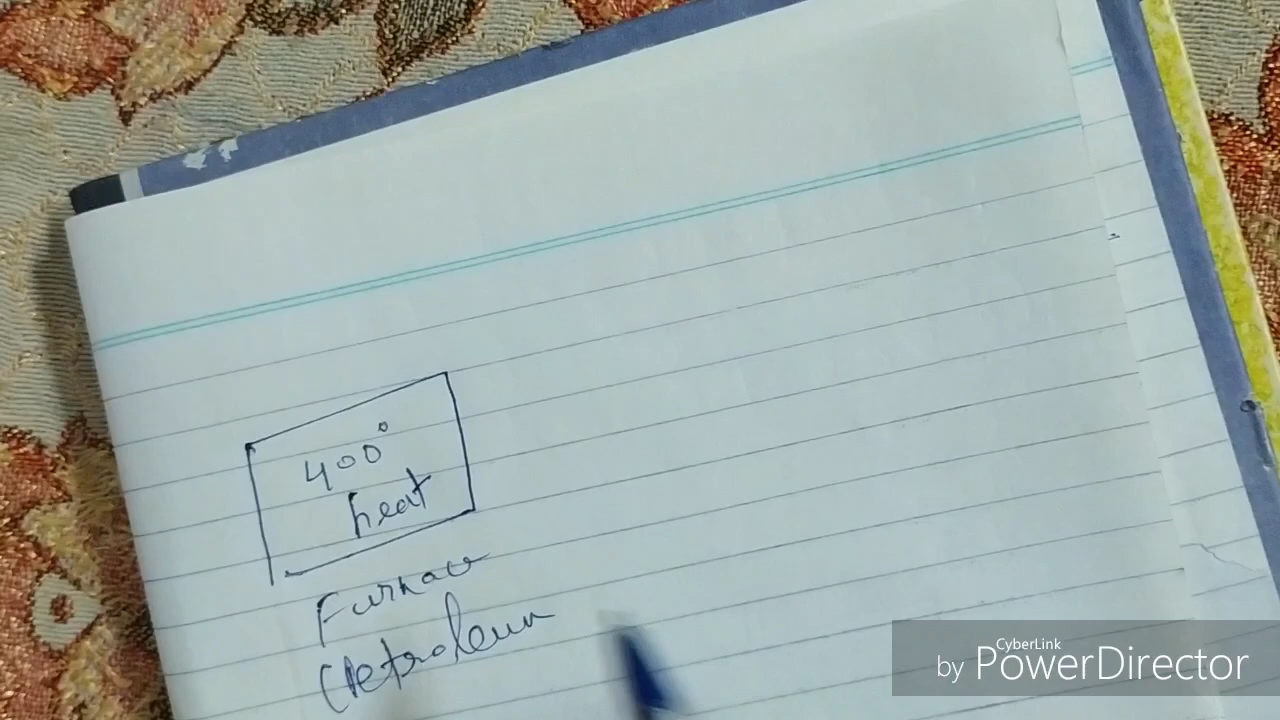 400°
heat
Furnace
(Petroleum
CyberLink
by PowerDirector